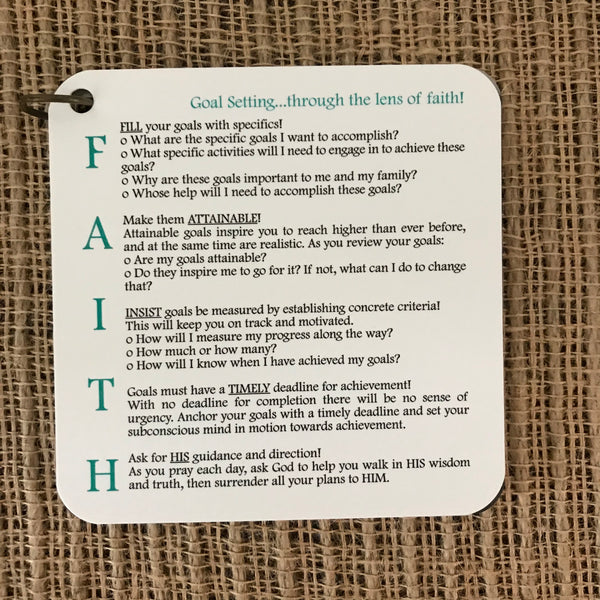 Goal Setting...through the lens of faith!
F
FILL your goals with specifics!
o What are the specific goals I want to accomplish?
o What specific activities will I need to engage in to achieve these
goals?
o Why are these goals important to me and my family?
o Whose help will I need to accomplish these goals?
A
Make them ATTAINABLE!
Attainable goals inspire you to reach higher than ever before,
and at the same time are realistic. As you review your goals:
o Are my goals attainable?
o Do they inspire me to go for it? If not, what can I do to change
that?
I
INSIST goals be measured by establishing concrete criteria!
This will keep you on track and motivated.
o How will I measure my progress along the way?
o How much or how many?
o How will I know when I have achieved my goals?
T
Goals must have a TIMELY deadline for achievement!
With no deadline for completion there will be no sense of
urgency. Anchor your goals with a timely deadline and set your
subconscious mind in motion towards achievement.
H
Ask for HIS guidance and direction!
As you pray each day, ask God to help you walk in HIS wisdom
and truth, then surrender all your plans to HIM.